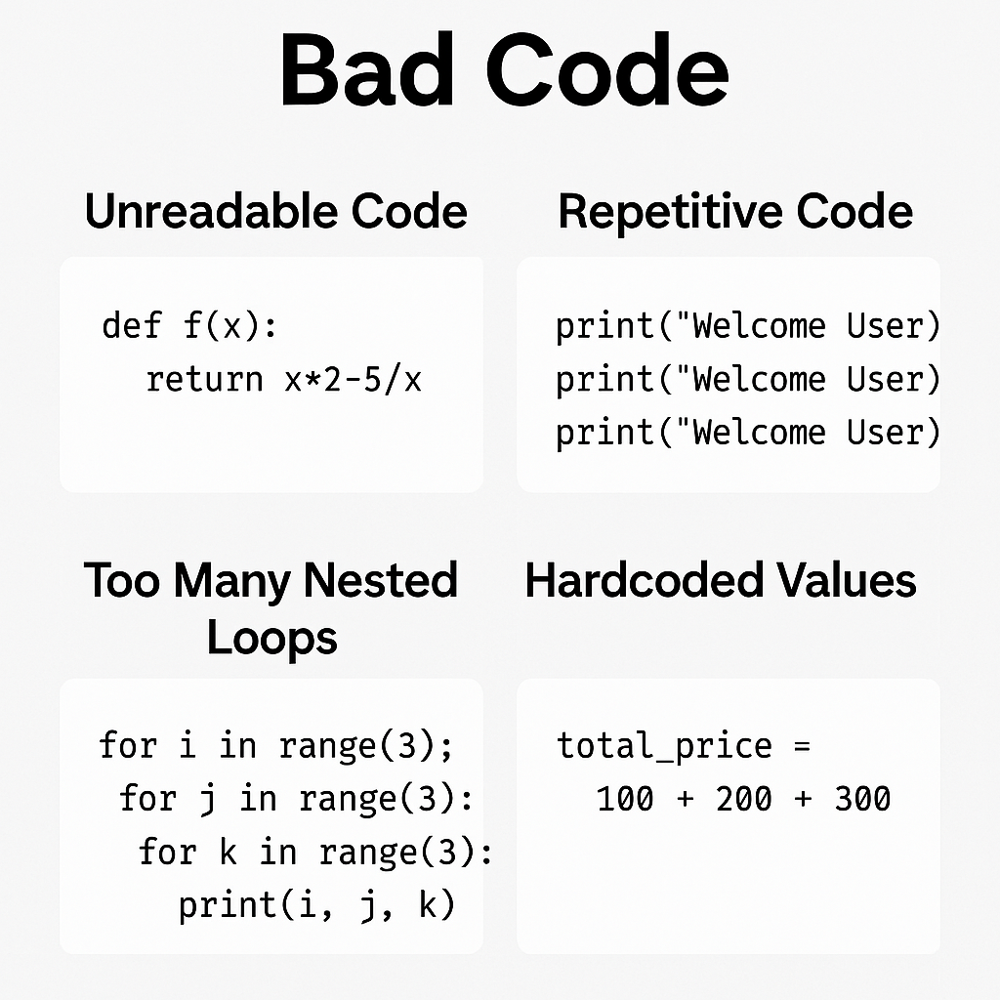 Bad Code
Unreadable Code
def f(x):
  return x*2-5/x
Repetitive Code
print("Welcome User)
print("Welcome User)
print("Welcome User)
Too Many Nested
Loops
for i in range(3);
 for j in range(3):
  for k in range(3):
    print(i, j, k)
Hardcoded Values
total_price =
  100 + 200 + 300